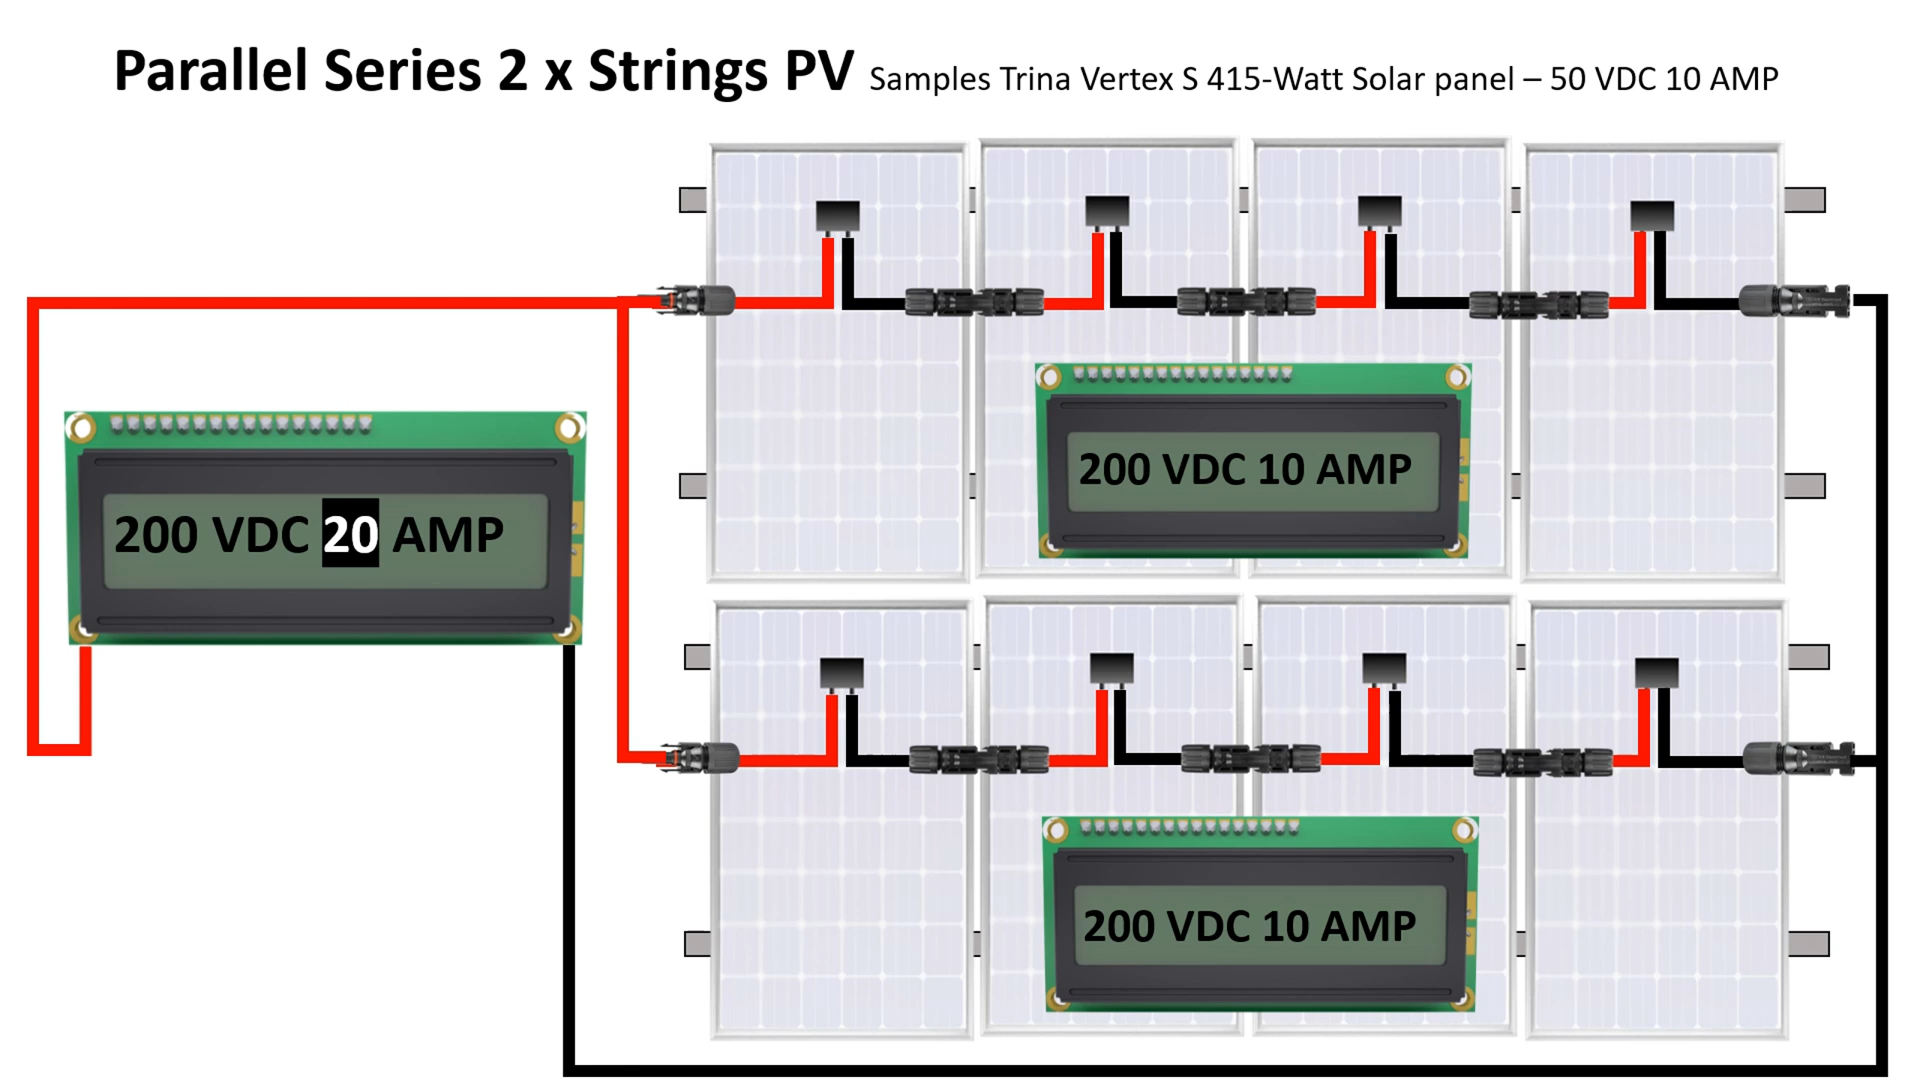 Parallel Series 2 x Strings PV Samples Trina Vertex S 415-Watt Solar panel – 50 VDC 10 AMP
200 VDC 10 AMP
200 VDC 20 AMP
200 VDC 10 AMP